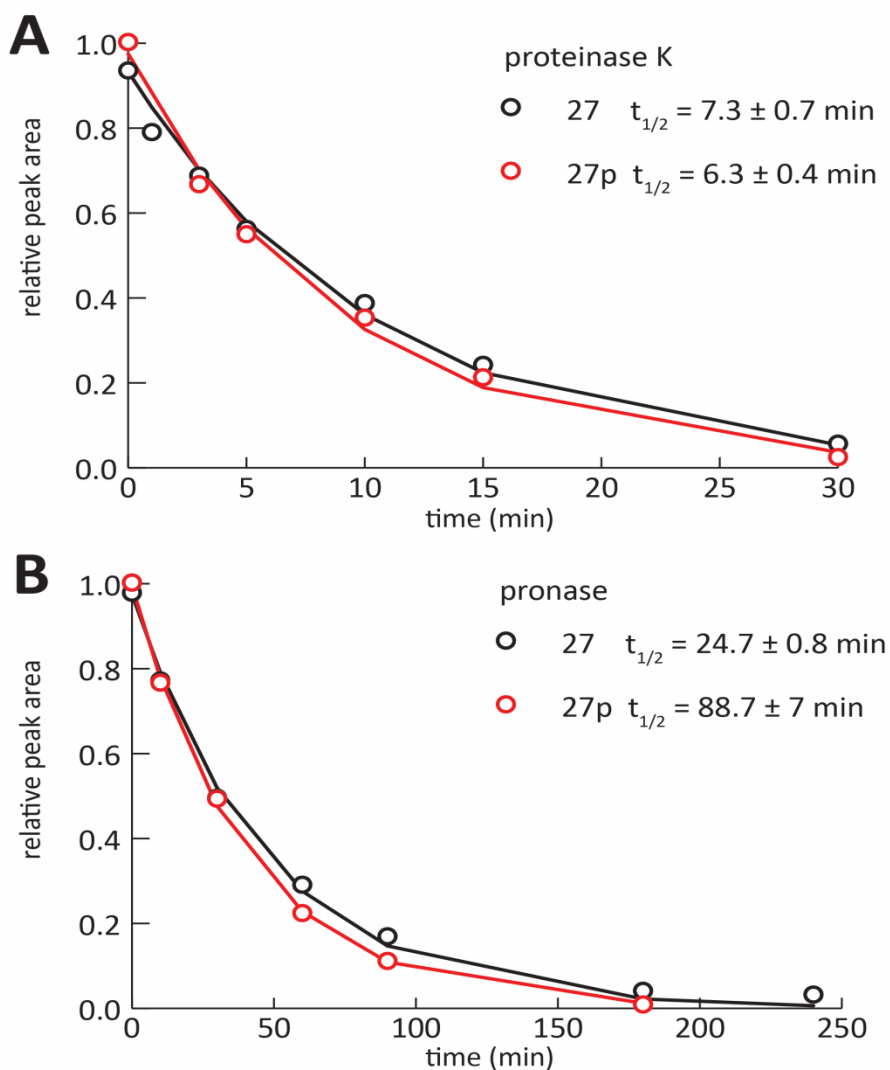 A
relative peak area
1.0
0.8
0.6
0.4
0.2
0.0
proteinase K
27 t1/2 = 7.3 ± 0.7 min
27p t1/2 = 6.3 ± 0.4 min
0 5 10 15 20 25 30
time (min)
B
relative peak area
1.0
0.8
0.6
0.4
0.2
0.0
pronase
27 t1/2 = 24.7 ± 0.8 min
27p t1/2 = 88.7 ± 7 min
0 50 100 150 200 250
time (min)